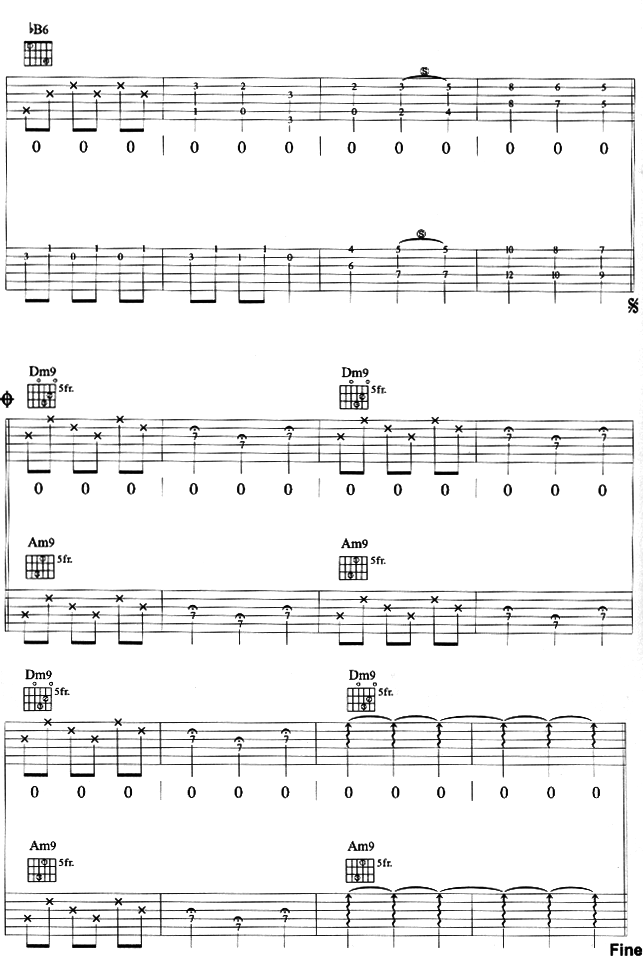 ♭B6
3 2 3 2 3 Ⓢ 5 8 6 5
1 0 3 0 2 4 8 7 5
0 0 0 | 0 0 0 | 0 0 0 | 0 0 0
1 1 1 1 1 4 5 Ⓢ 5 10 8 7
3 0 0 3 1 0 6 7 7 12 10 9
Dm9 5fr. Dm9 5fr.
7 7 7 7 7 7
0 0 0 | 0 0 0 | 0 0 0 | 0 0 0
Am9 5fr. Am9 5fr.
7 7 7 7 7 7
Dm9 5fr. Dm9 5fr.
7 7 7
0 0 0 | 0 0 0 | 0 0 0 | 0 0 0
Am9 5fr. Am9 5fr.
7 7 7
Fine